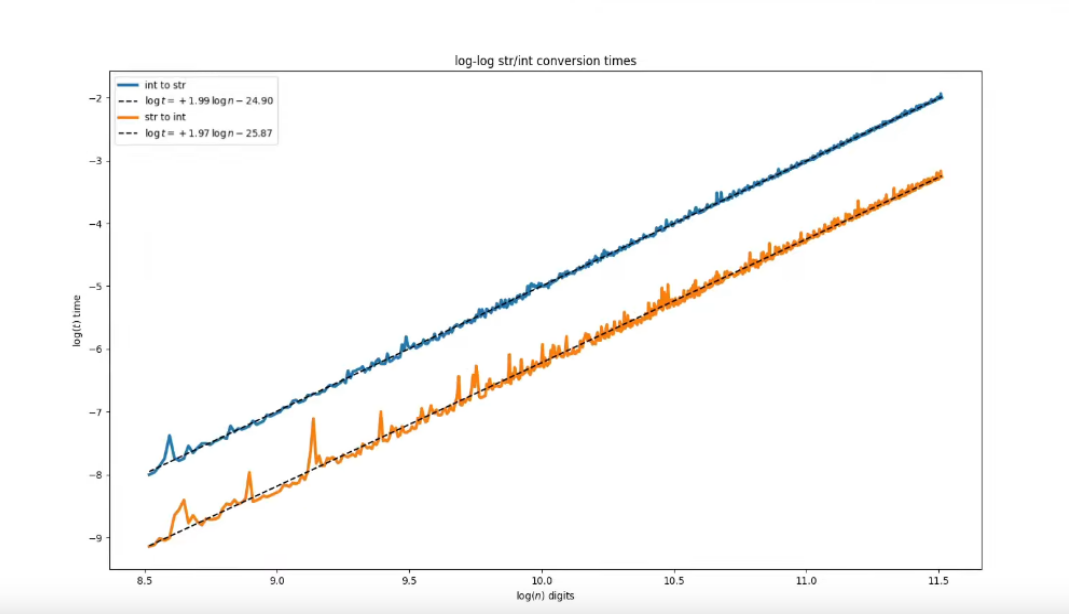 log-log str/int conversion times
int to str
log t = +1.99 log n − 24.90
str to int
log t = +1.97 log n − 25.87
−2
−3
−4
−5
−6
−7
−8
−9
log(t) time
8.5 9.0 9.5 10.0 10.5 11.0 11.5
log(n) digits